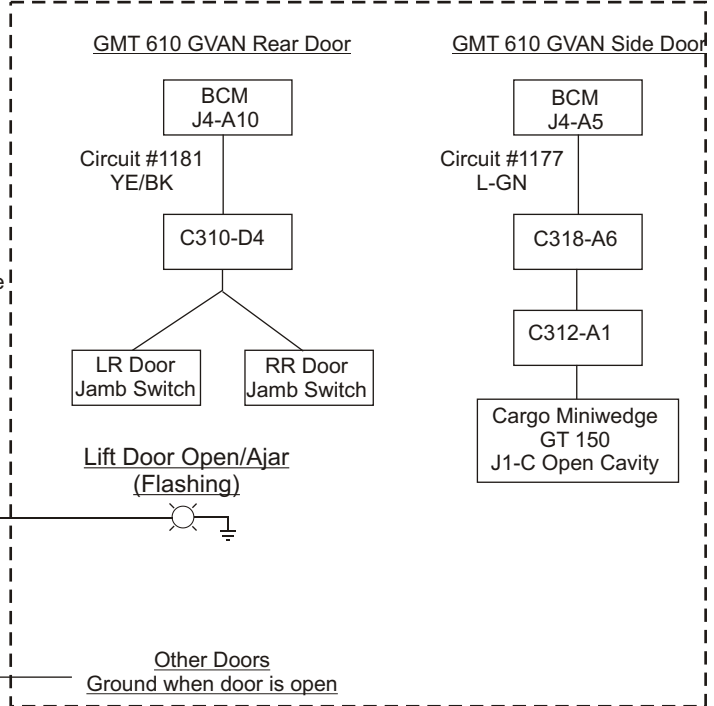 GMT 610 GVAN Rear Door
BCM
J4-A10
Circuit #1181
YE/BK
C310-D4
LR Door
Jamb Switch
RR Door
Jamb Switch
GMT 610 GVAN Side Door
BCM
J4-A5
Circuit #1177
L-GN
C318-A6
C312-A1
Cargo Miniwedge
GT 150
J1-C Open Cavity
Lift Door Open/Ajar
(Flashing)
Other Doors
Ground when door is open